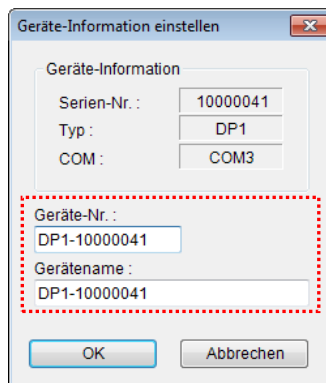 Geräte-Information einstellen
Geräte-Information
Serien-Nr. : 10000041
Typ : DP1
COM : COM3
Geräte-Nr. :
DP1-10000041
Gerätename :
DP1-10000041
OK Abbrechen